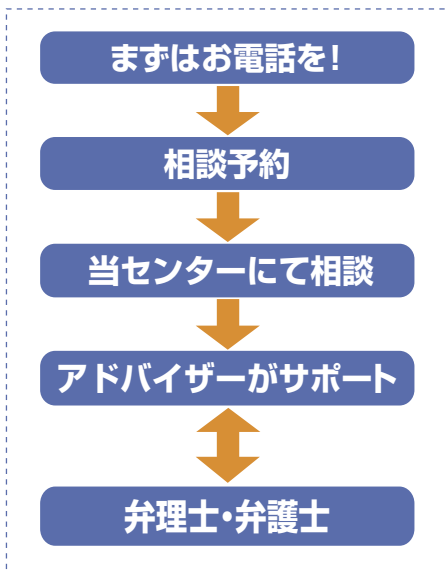 まずはお電話を!
相談予約
当センターにて相談
アドバイザーがサポート
弁理士・弁護士